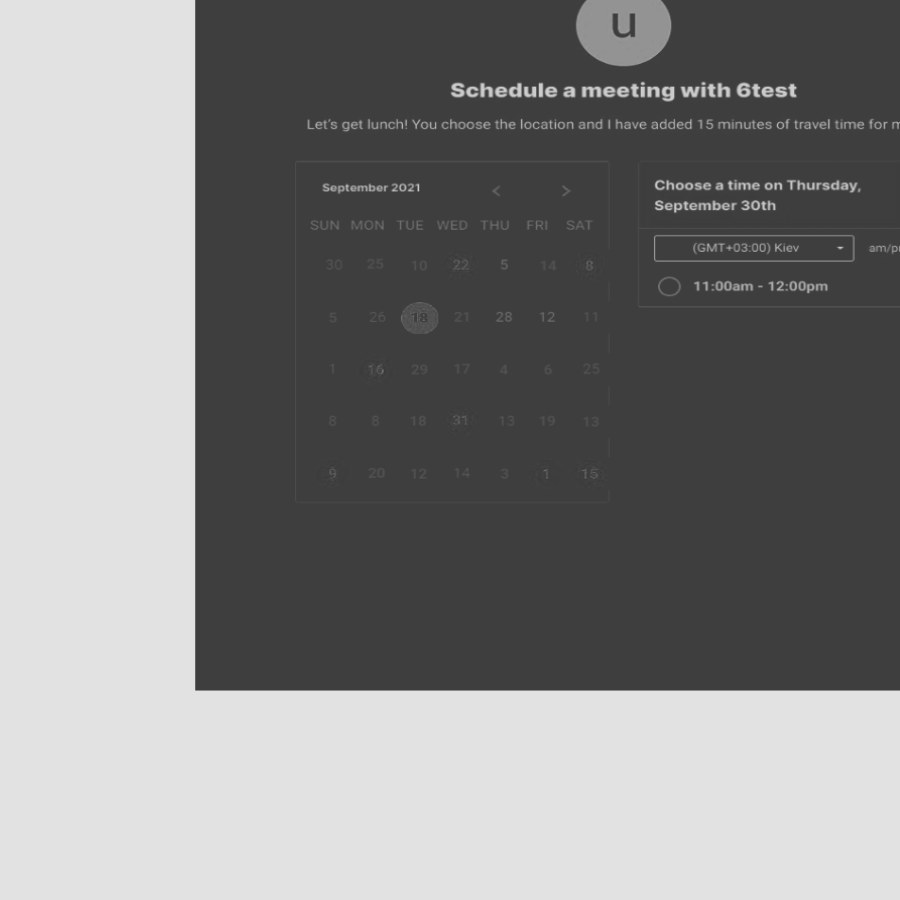 u
Schedule a meeting with 6test
Let's get lunch! You choose the location and I have added 15 minutes of travel time for
September 2021 < >
SUN MON TUE WED THU FRI SAT
30 25 10 22 5 14 8
5 26 18 21 28 12 11
1 16 29 17 4 6 25
8 8 18 31 13 19 13
9 20 12 14 3 1 15
Choose a time on Thursday,
September 30th
(GMT+03:00) Kiev
11:00am - 12:00pm